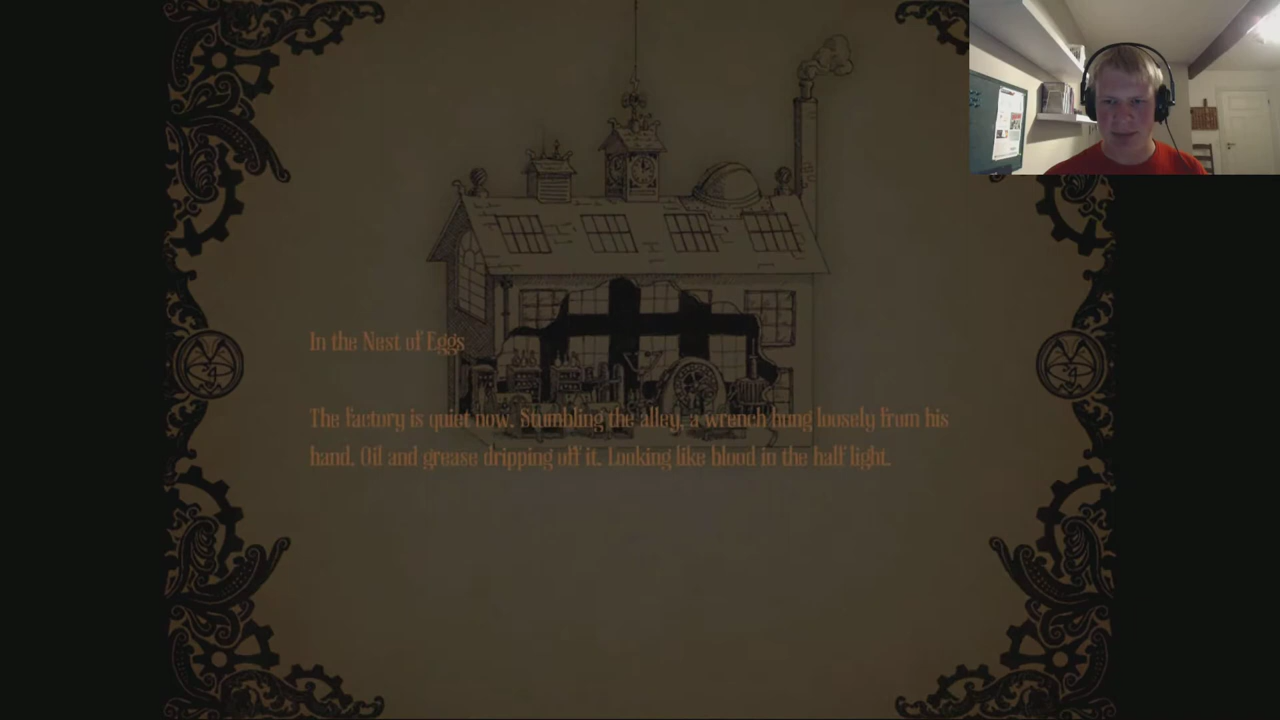 In the Nest of Eggs
The factory is quiet now. Stumbling the alley, a wrench hung loosely from his
hand. Oil and grease dripping off it. Looking like blood in the half light.